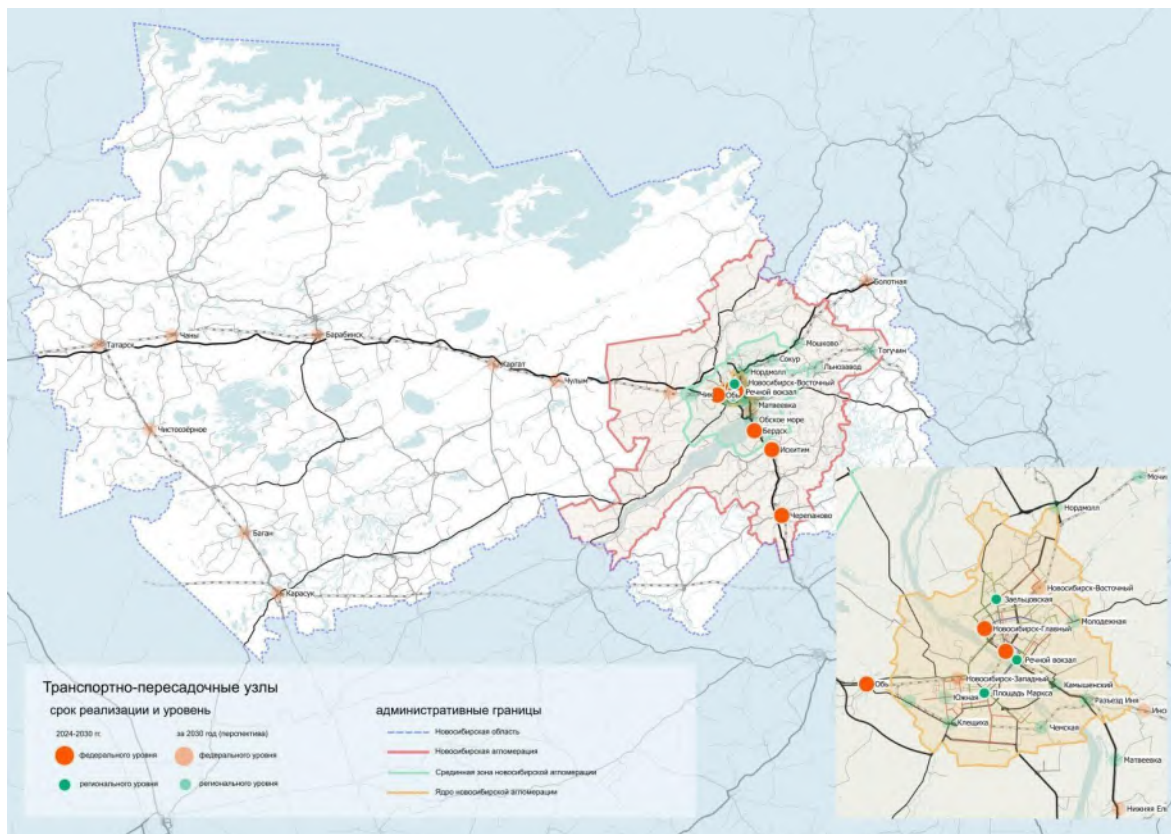 Болотная
Мошково
Тогучин
Сокур
Льнозавод
Чаны
Татарск
Барабинск
Каргат
Чулым
Нордмолл
Новосибирск-Восточный
Обь
Речной вокзал
Матвеевка
Обское море
Бердск
Искитим
Чистоозёрное
Черепаново
Баган
Карасук
Нордмолл
Новосибирск-Восточный
Заельцовская
Молодежная
Новосибирск-Главный
Речной вокзал
Обь
Новосибирск-Западный
Камышенский
Южная
Площадь Маркса
Разъезд Иня
Клещиха
Чемская
Матвеевка
Транспортно-пересадочные узлы
срок реализации и уровень
административные границы
2024-2030 гг.
за 2030 год (перспектива)
Новосибирская область
федерального уровня
федерального уровня
Новосибирская агломерация
Срединная зона новосибирской агломерации
регионального уровня
регионального уровня
Ядро новосибирской агломерации